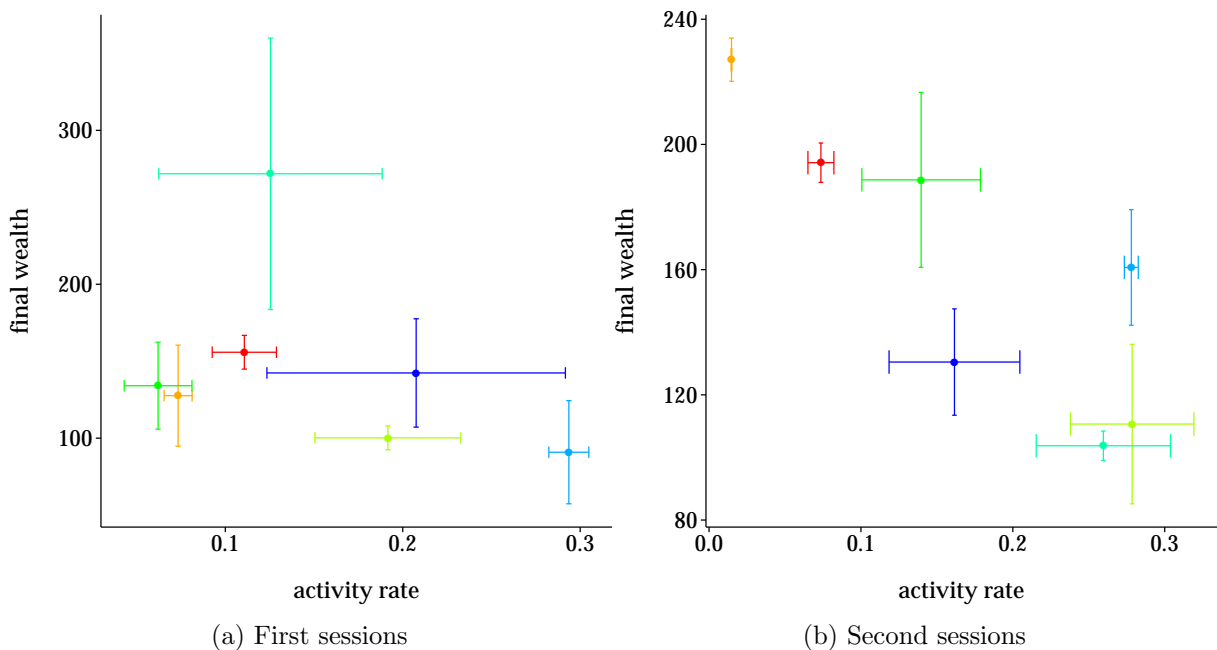 300
200
100
final wealth
0.1 0.2 0.3
activity rate
(a) First sessions
240
200
160
120
80
final wealth
0.0 0.1 0.2 0.3
activity rate
(b) Second sessions